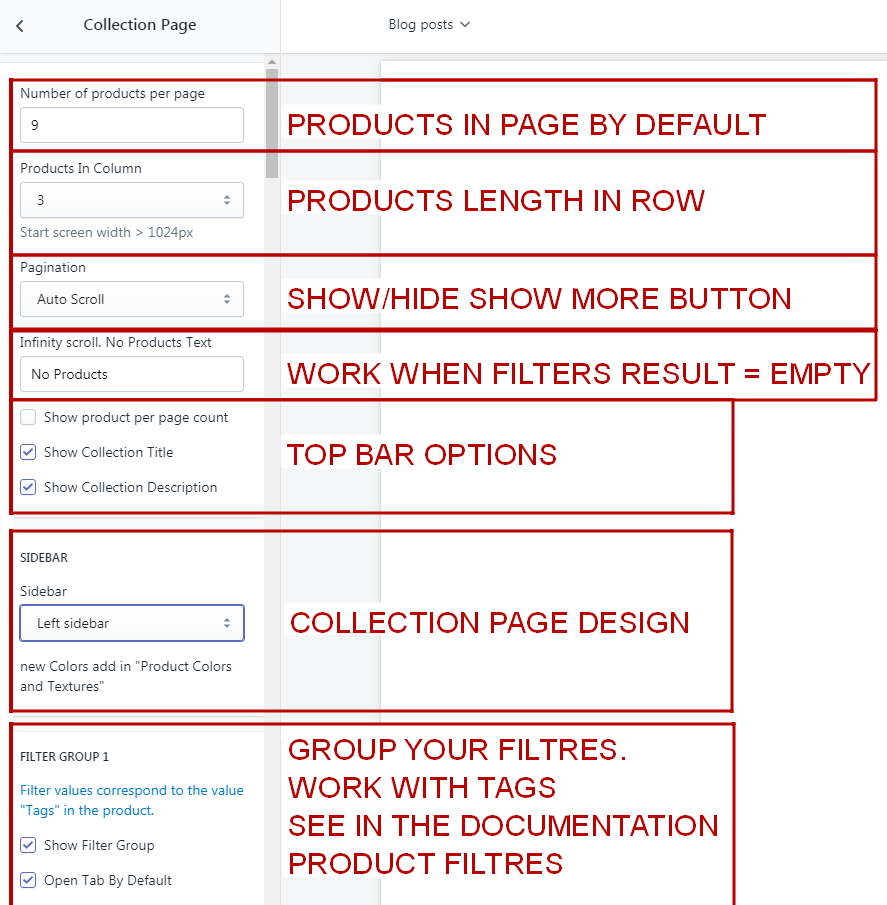 Collection Page
Blog posts
Number of products per page
9
PRODUCTS IN PAGE BY DEFAULT
Products In Column
3
PRODUCTS LENGTH IN ROW
Start screen width > 1024px
Pagination
Auto Scroll
SHOW/HIDE SHOW MORE BUTTON
Infinity scroll. No Products Text
No Products
WORK WHEN FILTERS RESULT = EMPTY
Show product per page count
Show Collection Title
TOP BAR OPTIONS
Show Collection Description
SIDEBAR
Sidebar
Left sidebar
COLLECTION PAGE DESIGN
new Colors add in "Product Colors
and Textures"
FILTER GROUP 1
Filter values correspond to the value
"Tags" in the product.
Show Filter Group
Open Tab By Default
GROUP YOUR FILTRES.
WORK WITH TAGS
SEE IN THE DOCUMENTATION
PRODUCT FILTRES